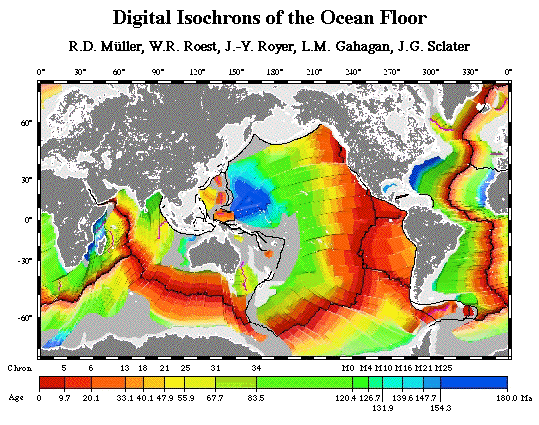 Digital Isochrons of the Ocean Floor
R.D. Müller, W.R. Roest, J.-Y. Royer, L.M. Gahagan, J.G. Sclater
0° 30° 60° 90° 120° 150° 180° 210° 240° 270° 300° 330° 0°
60°
30°
0°
-30°
-60°
Chron 5 6 13 18 21 25 31 34 M0 M4 M10 M16 M21 M25
Age 0 9.7 20.1 33.1 40.1 47.9 55.9 67.7 83.5 120.4 126.7 139.6 147.7 180.0 Ma
131.9 154.3